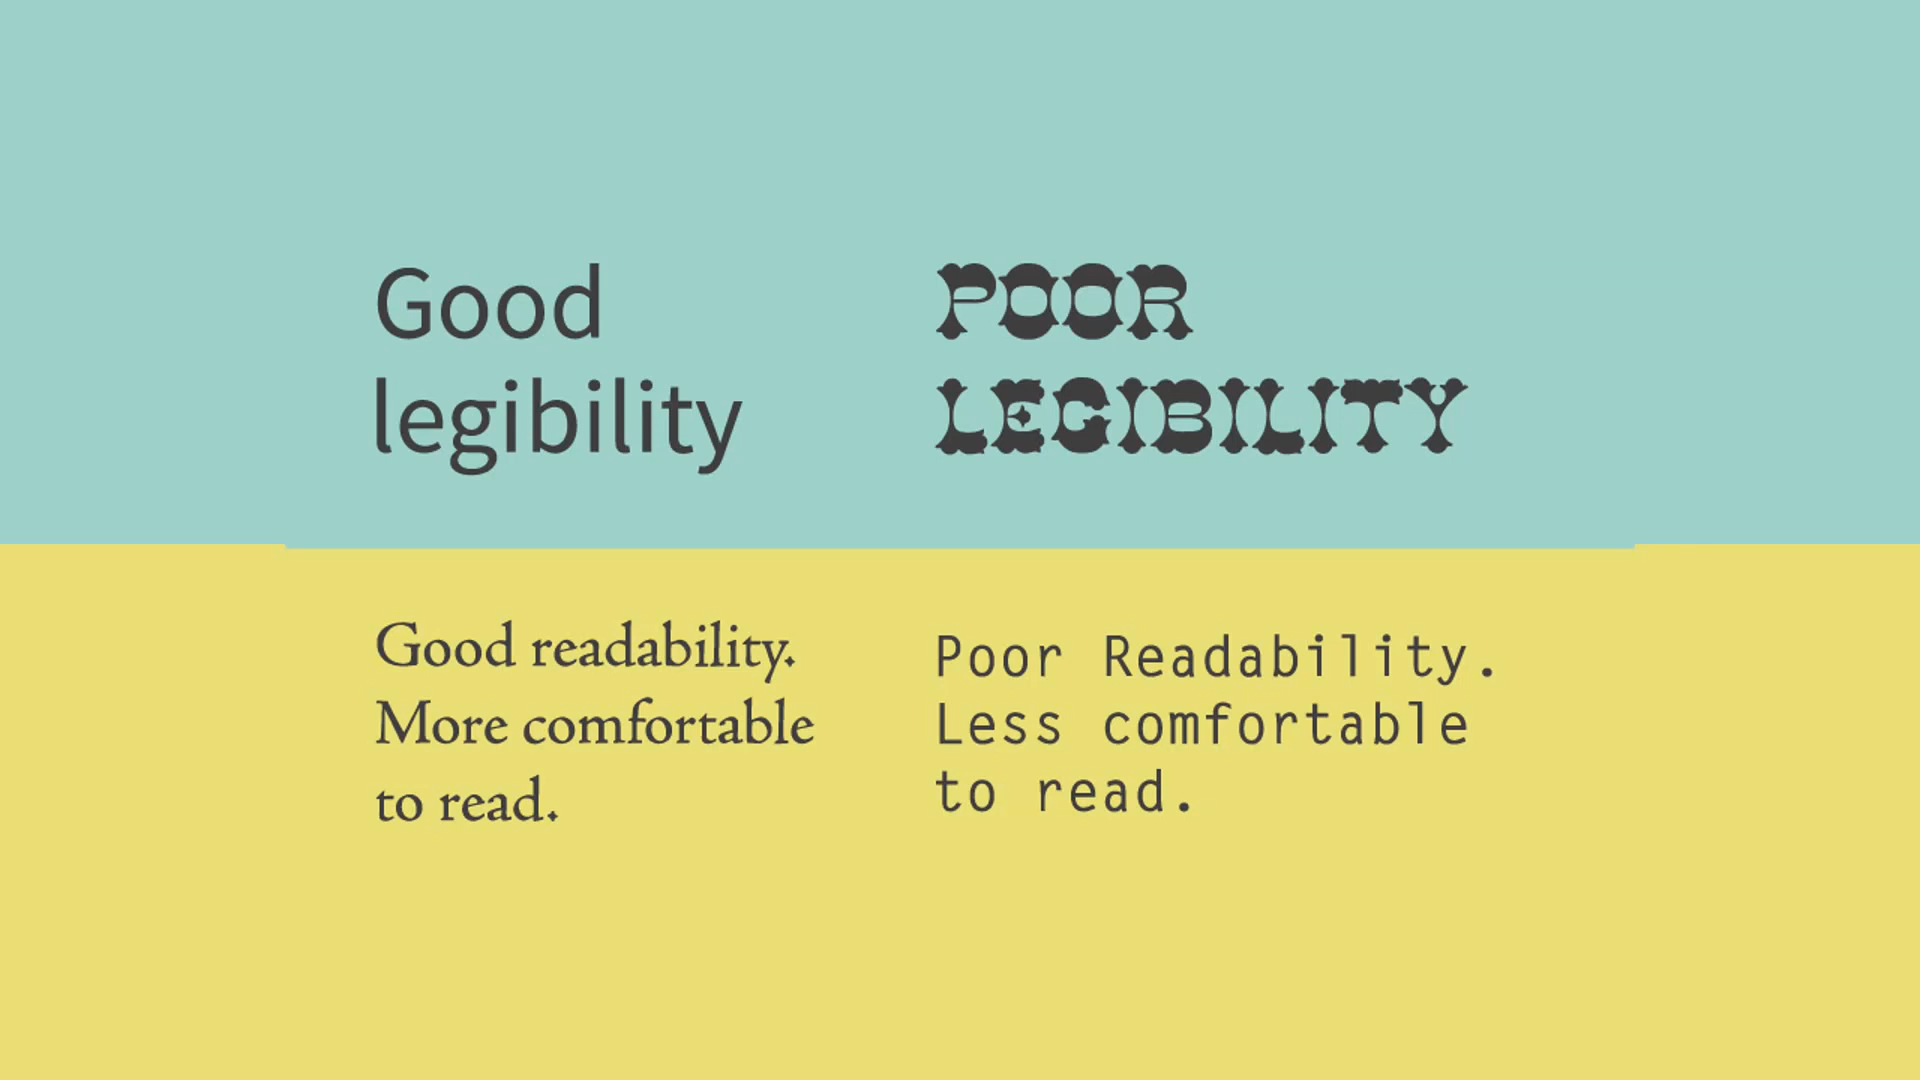 Good
legibility
POOR
LEGIBILITY
Good readability.
More comfortable
to read.
Poor Readability.
Less comfortable
to read.